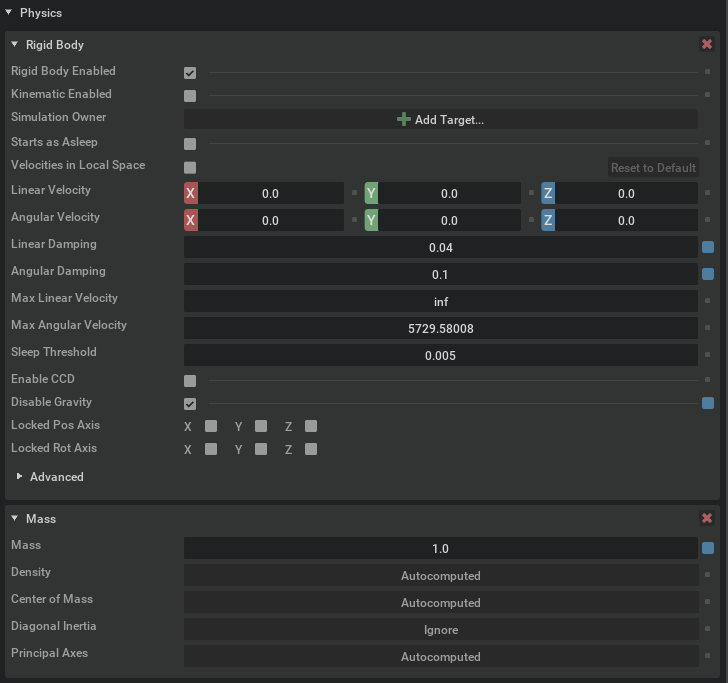 Physics
Rigid Body
Rigid Body Enabled
Kinematic Enabled
Simulation Owner Add Target...
Starts as Asleep
Velocities in Local Space Reset to Default
Linear Velocity X 0.0 Y 0.0 Z 0.0
Angular Velocity X 0.0 Y 0.0 Z 0.0
Linear Damping 0.04
Angular Damping 0.1
Max Linear Velocity inf
Max Angular Velocity 5729.58008
Sleep Threshold 0.005
Enable CCD
Disable Gravity
Locked Pos Axis X Y Z
Locked Rot Axis X Y Z
Advanced
Mass
Mass 1.0
Density Autocomputed
Center of Mass Autocomputed
Diagonal Inertia Ignore
Principal Axes Autocomputed